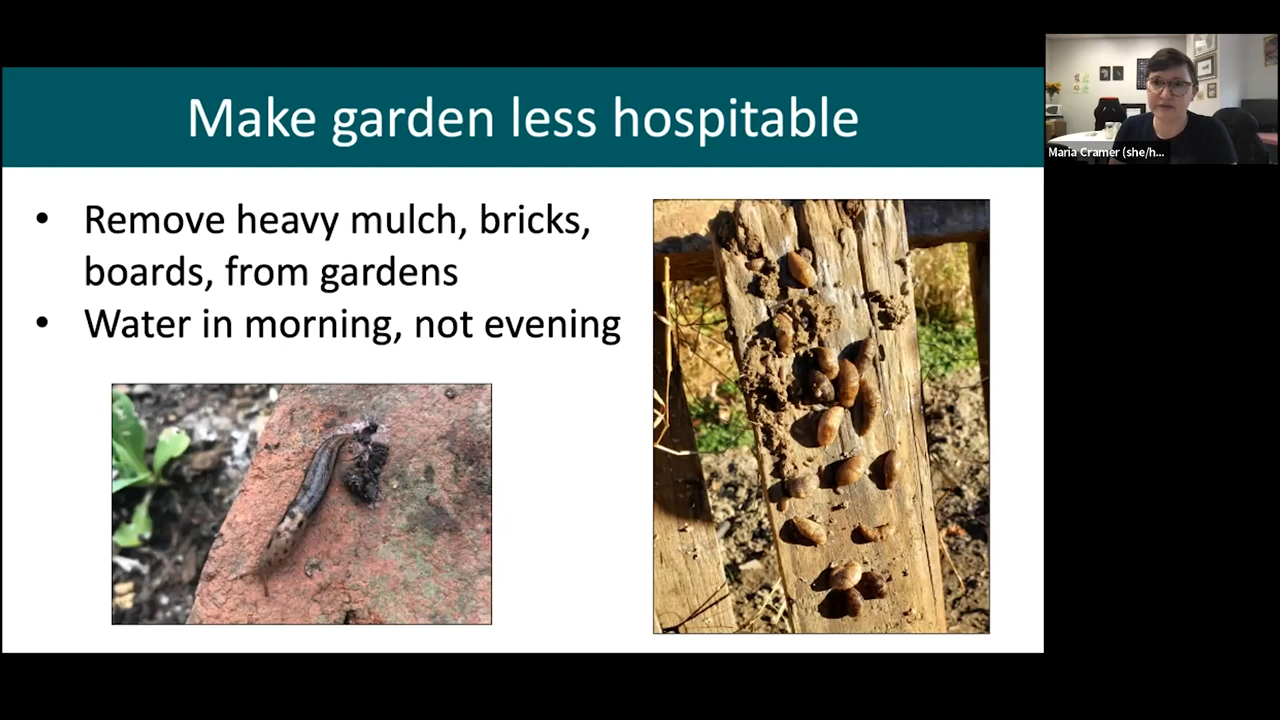 Make garden less hospitable
• Remove heavy mulch, bricks,
boards, from gardens
• Water in morning, not evening
Maria Cramer (she/h...